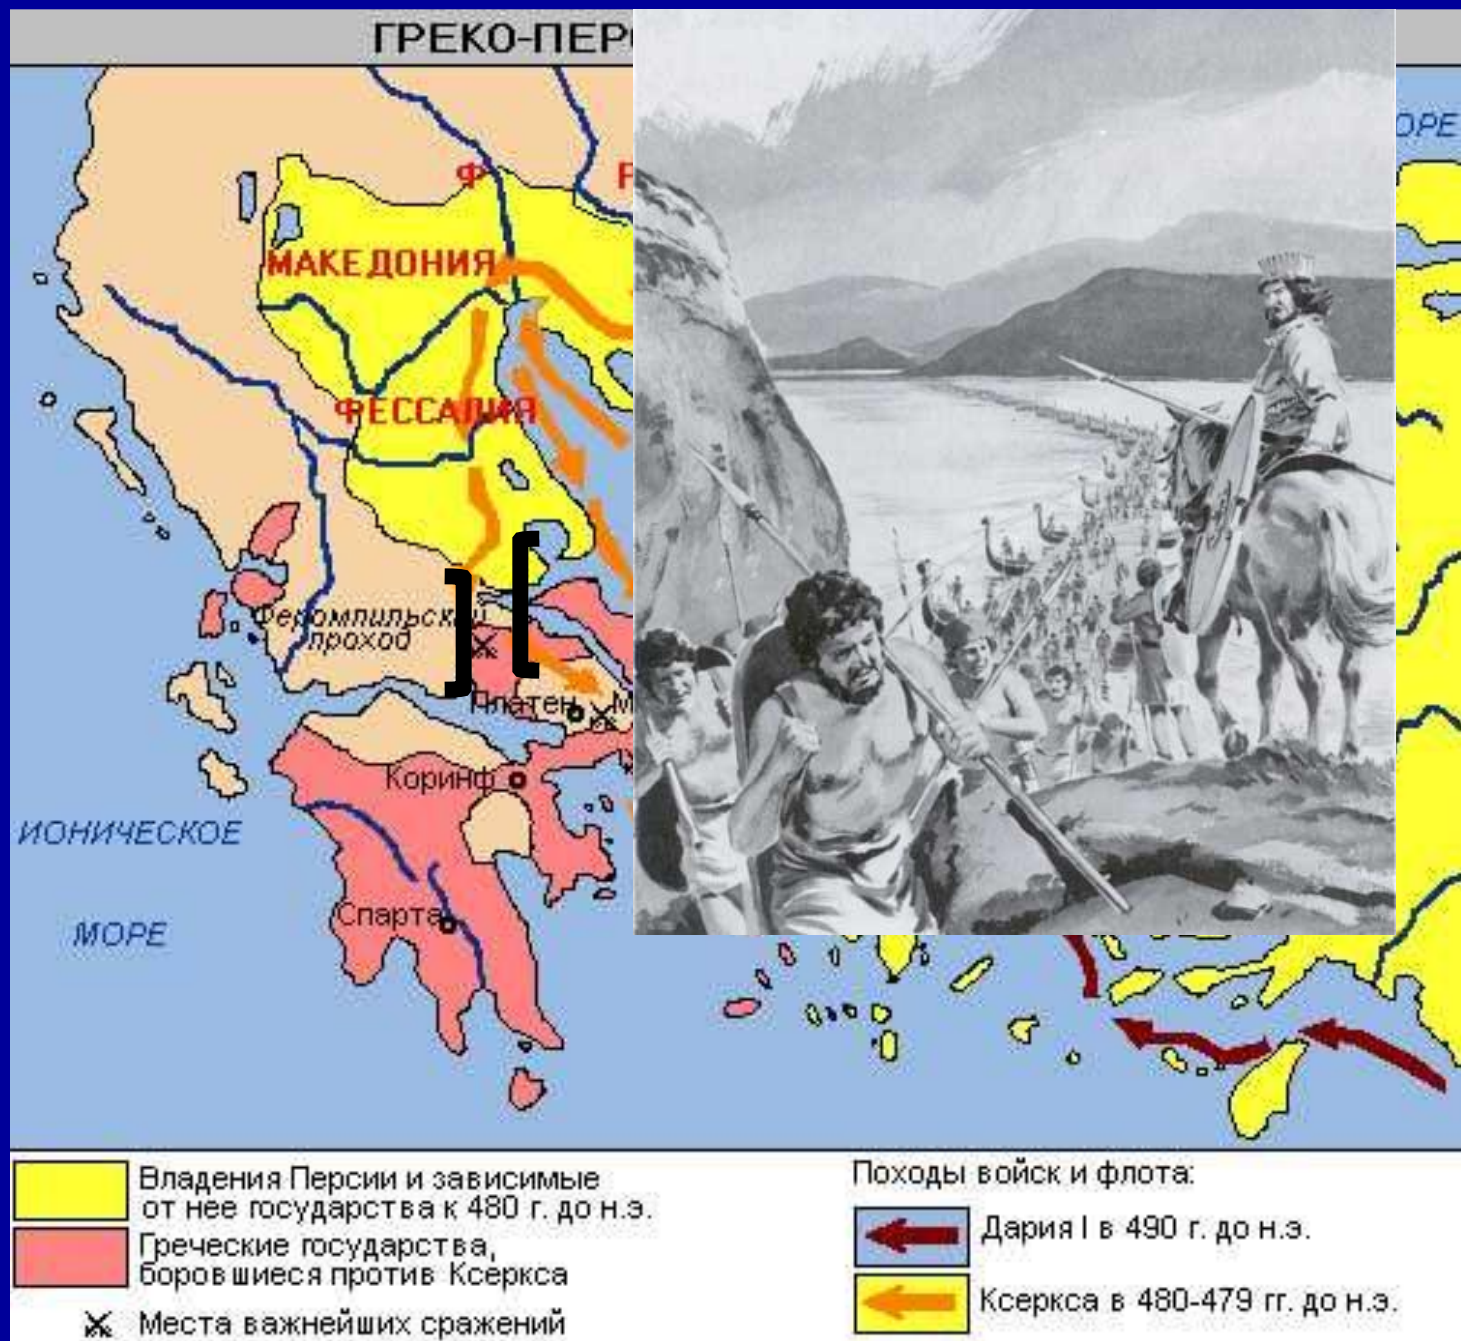 ГРЕКО-ПЕР
ОРЕ
Ф
МАКЕДОНИЯ
ФЕССАЛИЯ
Феромпильский
проход
Платеи
М
Коринф
ИОНИЧЕСКОЕ
МОРЕ
Спарта
Владения Персии и зависимые
от нее государства к 480 г. до н.э.
Греческие государства,
боровшиеся против Ксеркса
Места важнейших сражений
Походы войск и флота:
Дария I в 490 г. до н.э.
Ксеркса в 480-479 гг. до н.э.